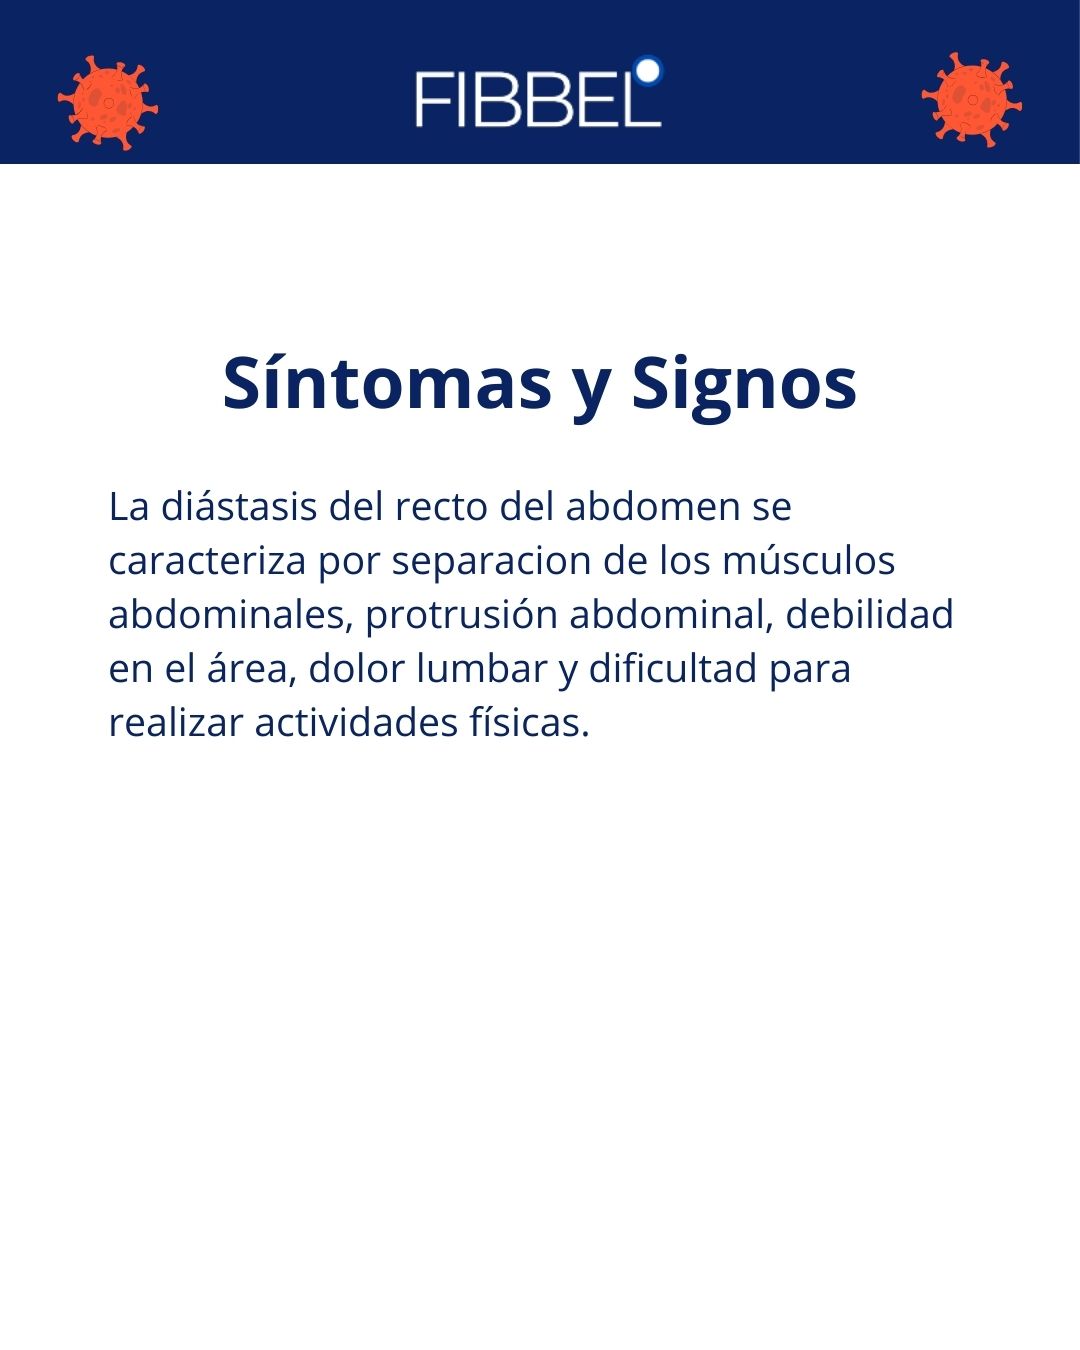 FIBBEL
Síntomas y Signos
La diástasis del recto del abdomen se
caracteriza por separacion de los músculos
abdominales, protrusión abdominal, debilidad
en el área, dolor lumbar y dificultad para
realizar actividades físicas.